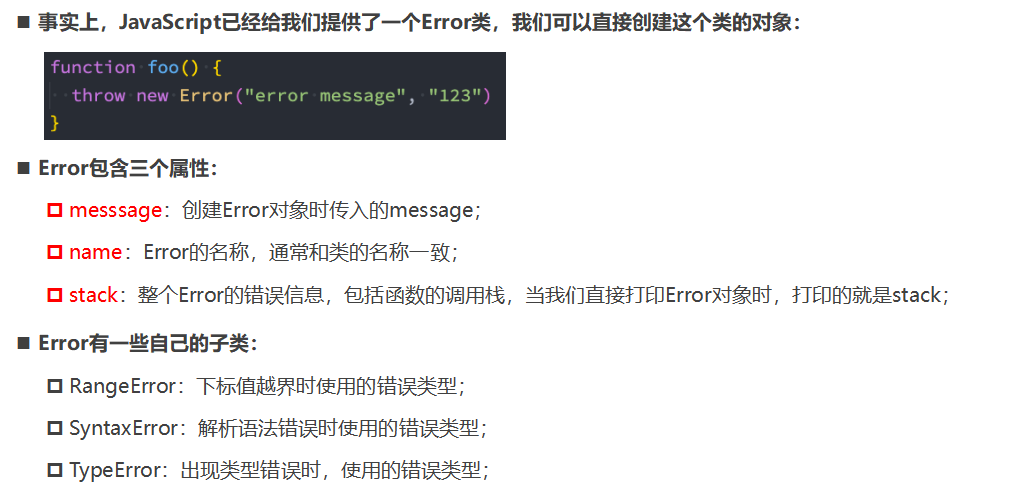 ■ 事实上，JavaScript已经给我们提供了一个Error类，我们可以直接创建这个类的对象：
function foo() {
  throw new Error("error message", "123")
}
■ Error包含三个属性：
messsage：创建Error对象时传入的message；
name：Error的名称，通常和类的名称一致；
stack：整个Error的错误信息，包括函数的调用栈，当我们直接打印Error对象时，打印的就是stack；
■ Error有一些自己的子类：
RangeError：下标值越界时使用的错误类型；
SyntaxError：解析语法错误时使用的错误类型；
TypeError：出现类型错误时，使用的错误类型；